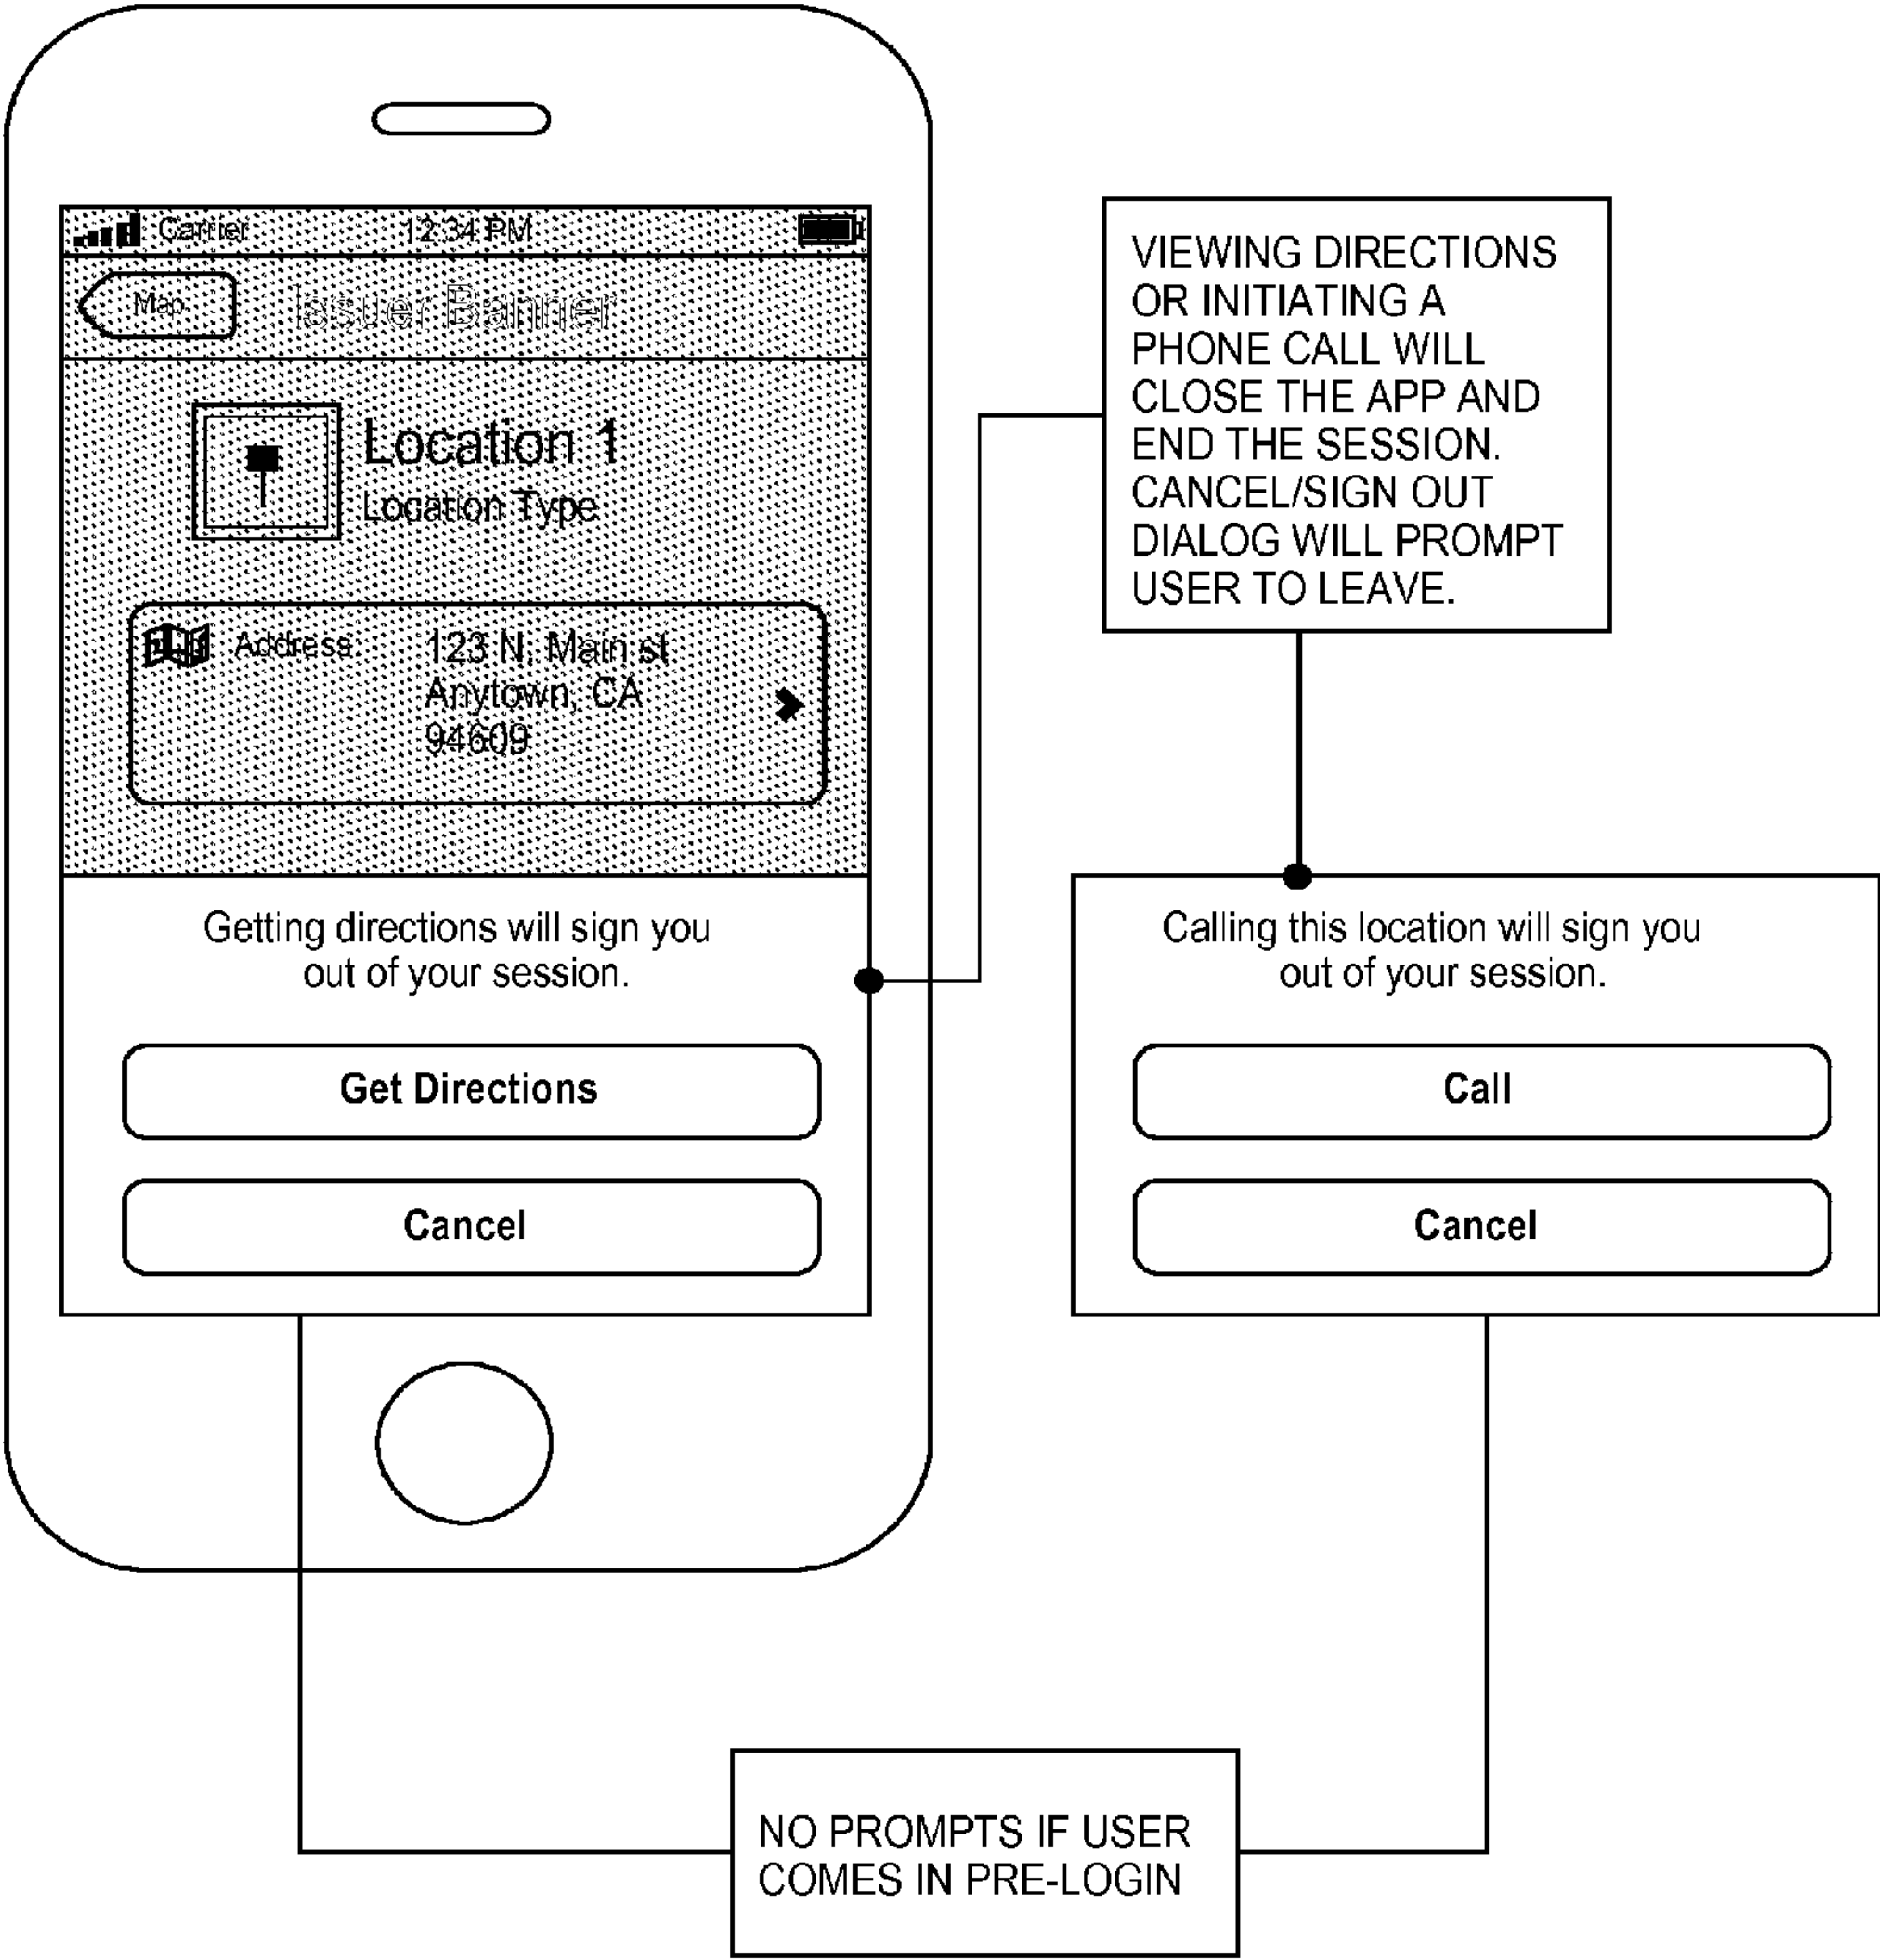 Carrier 12:34 PM
Map Issuer Banner
Location 1
Location Type
Address 123 N. Main st
Anytown, CA
94609
Getting directions will sign you
out of your session.
Get Directions
Cancel
VIEWING DIRECTIONS
OR INITIATING A
PHONE CALL WILL
CLOSE THE APP AND
END THE SESSION.
CANCEL/SIGN OUT
DIALOG WILL PROMPT
USER TO LEAVE.
Calling this location will sign you
out of your session.
Call
Cancel
NO PROMPTS IF USER
COMES IN PRE-LOGIN